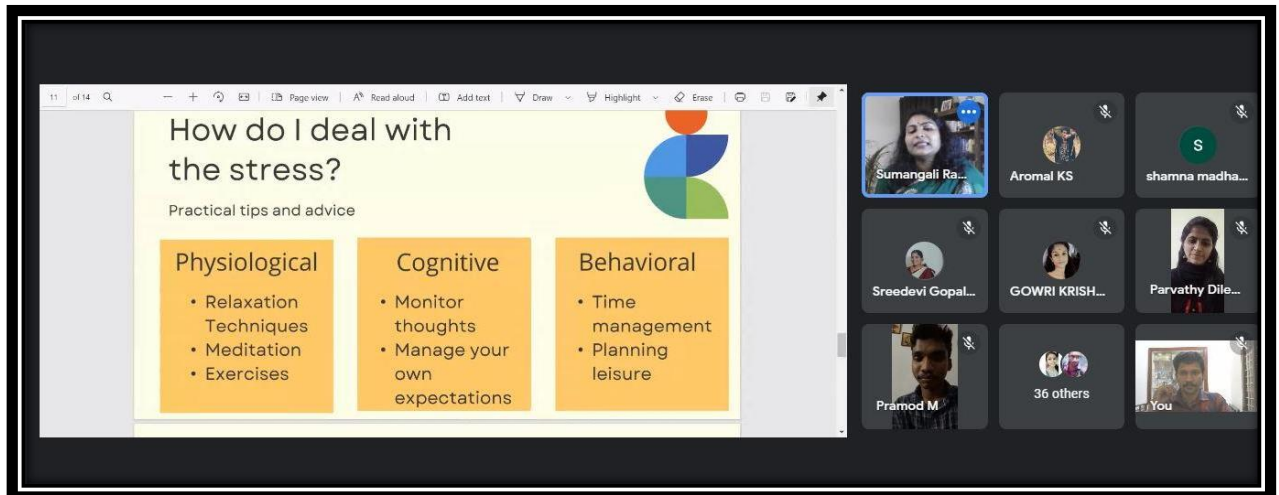 11 of 14 Page view Read aloud Add text Draw Highlight Erase
How do I deal with
the stress?
Practical tips and advice
Physiological
• Relaxation
Techniques
• Meditation
• Exercises
Cognitive
• Monitor
thoughts
• Manage your
own
expectations
Behavioral
• Time
management
• Planning
leisure
Sumangali Ra...
Aromal KS
S
shamna madha...
Sreedevi Gopal...
GOWRI KRISH...
Parvathy Dile...
Pramod M
36 others
You